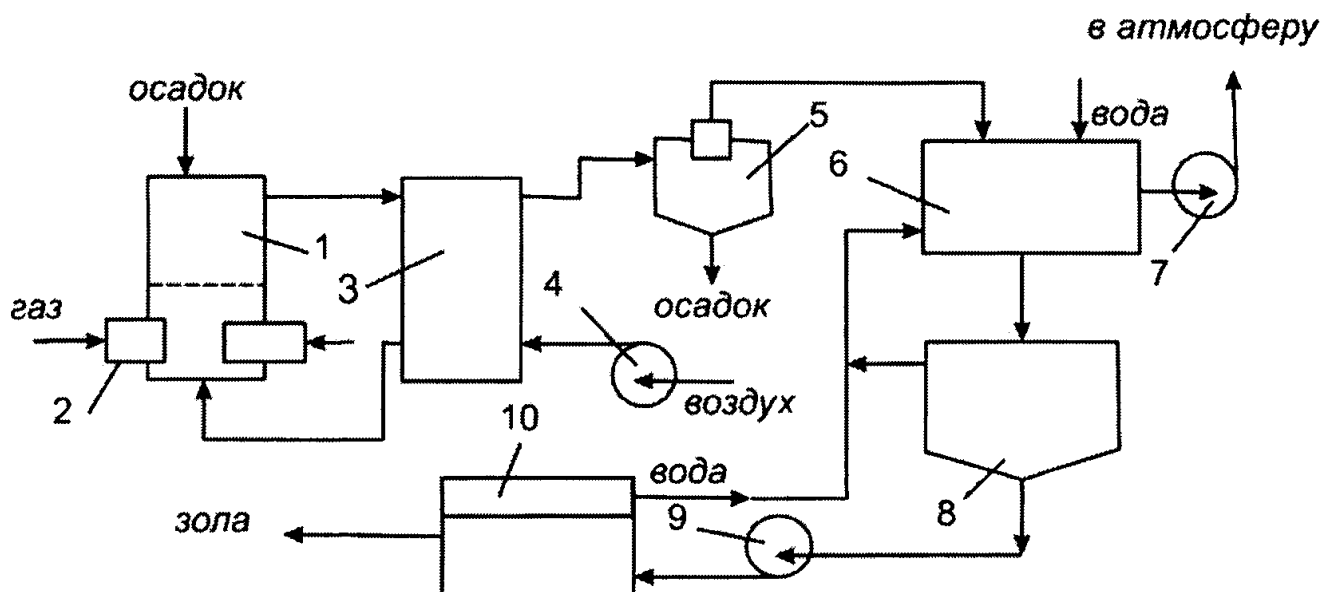 в атмосферу
осадок
вода
5
6
1
3
4
7
газ
осадок
2
воздух
10
вода
зола
9
8